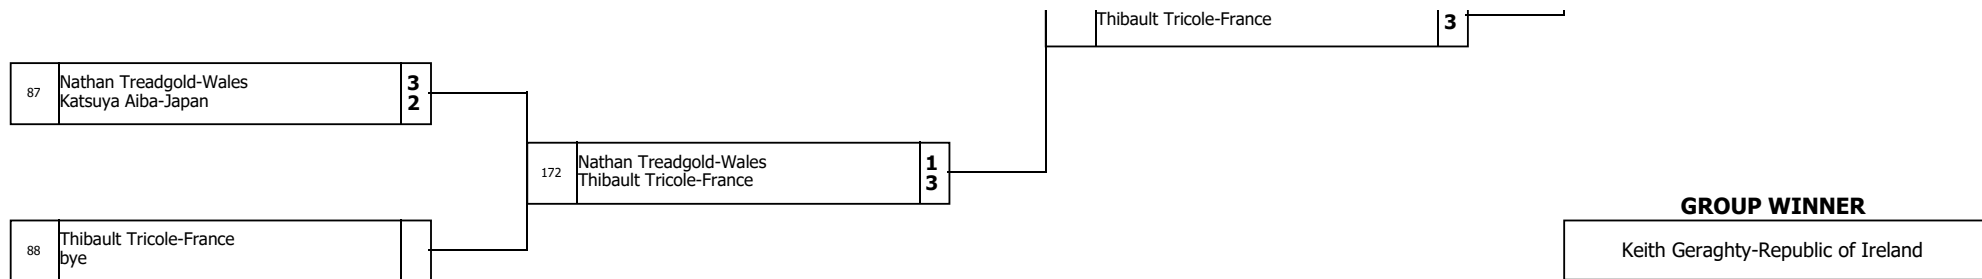 Thibault Tricole-France
3
87
Nathan Treadgold-Wales
3
Katsuya Aiba-Japan
2
172
Nathan Treadgold-Wales
1
Thibault Tricole-France
3
88
Thibault Tricole-France
bye
GROUP WINNER
Keith Geraghty-Republic of Ireland